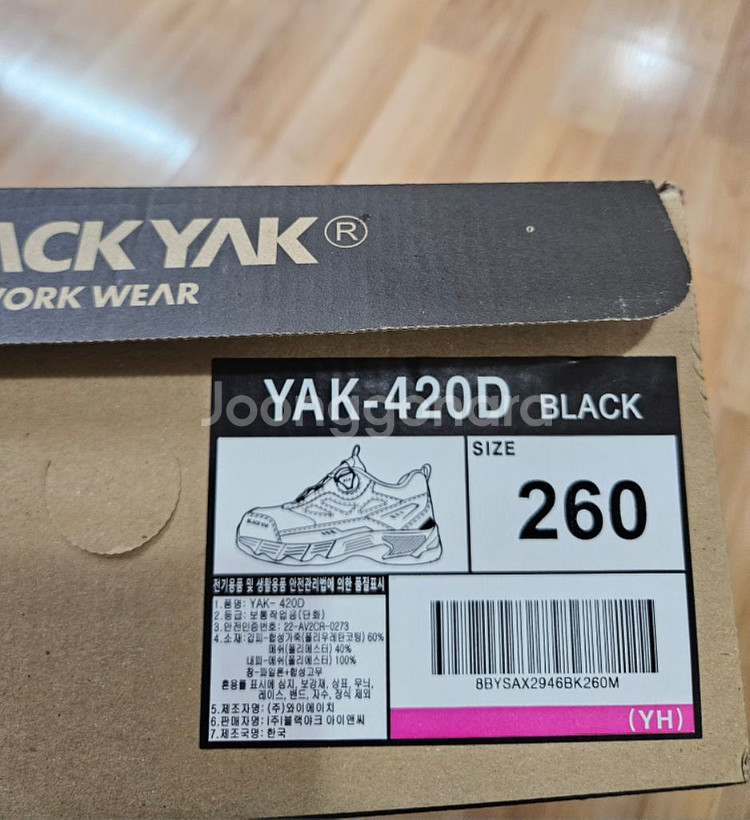 ACK YAK®
WORK WEAR
YAK-420D BLACK
Joonggonara
SIZE
260
BLACK YAK
전기용품 및 생활용품 안전관리법에 의한 품질표시
1.품명: YAK- 420D
2.등급: 보통작업공(단화)
3.안전인증번호: 22-AV2CR-0273
4.소재:갑피-합성가죽(폴리우레탄코팅) 60%
메쉬(폴리에스터) 40%
내피-메쉬(폴리에스터) 100%
창-파일론+합성고무
혼용률 표시에 심지, 보강재, 상표, 무늬,
레이스, 밴드, 자수, 장식 제외
5.제조자명: (주)와이에이치
6.판매자명: (주)블랙야크 아이앤씨
7.제조국명: 한국
8BYSAX2946BK260M
(YH)